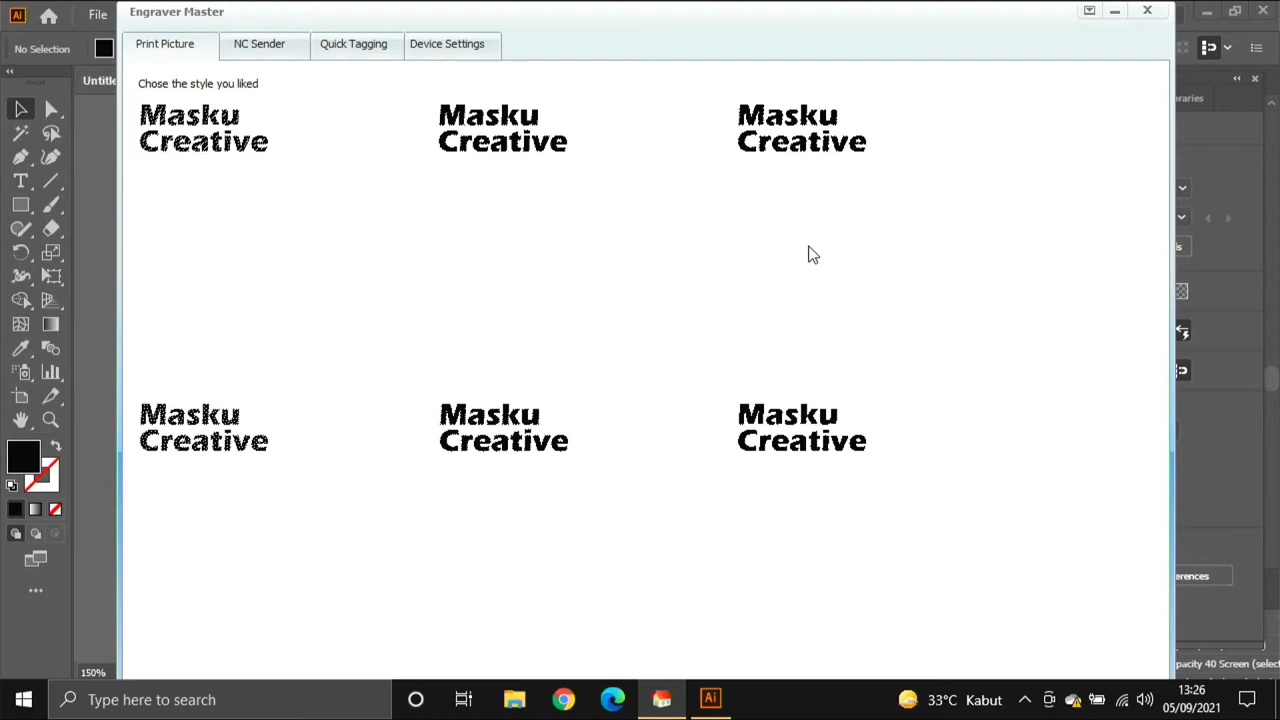 Engraver Master
File
Print Picture
NC Sender
Quick Tagging
Device Settings
No Selection
Chose the style you liked
Masku
Creative
Masku
Creative
Masku
Creative
Masku
Creative
Masku
Creative
Masku
Creative
150%
Type here to search
Ai
33°C Kabut
13:26
05/09/2021